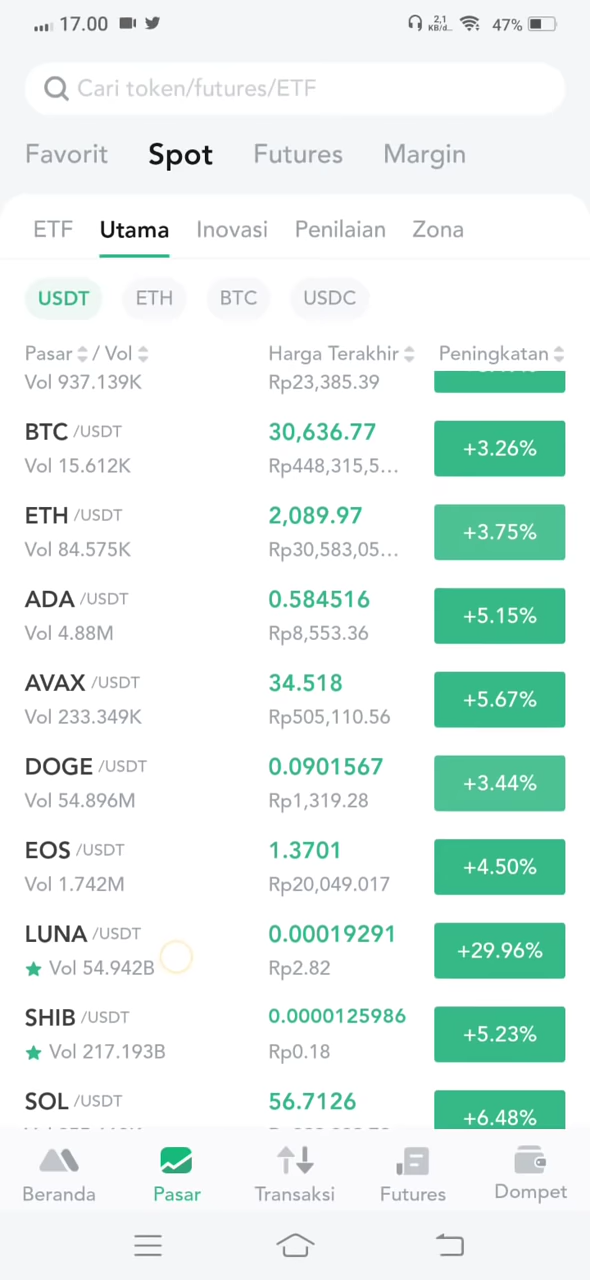 17.00 2,1 KB/d... 47%
Cari token/futures/ETF
Favorit Spot Futures Margin
ETF Utama Inovasi Penilaian Zona
USDT ETH BTC USDC
Pasar / Vol Harga Terakhir Peningkatan
Vol 937.139K Rp23,385.39
BTC /USDT 30,636.77 +3.26%
Vol 15.612K Rp448,315,5...
ETH /USDT 2,089.97 +3.75%
Vol 84.575K Rp30,583,05...
ADA /USDT 0.584516 +5.15%
Vol 4.88M Rp8,553.36
AVAX /USDT 34.518 +5.67%
Vol 233.349K Rp505,110.56
DOGE /USDT 0.0901567 +3.44%
Vol 54.896M Rp1,319.28
EOS /USDT 1.3701 +4.50%
Vol 1.742M Rp20,049.017
LUNA /USDT 0.00019291 +29.96%
Vol 54.942B Rp2.82
SHIB /USDT 0.0000125986 +5.23%
Vol 217.193B Rp0.18
SOL /USDT 56.7126 +6.48%
Beranda Pasar Transaksi Futures Dompet